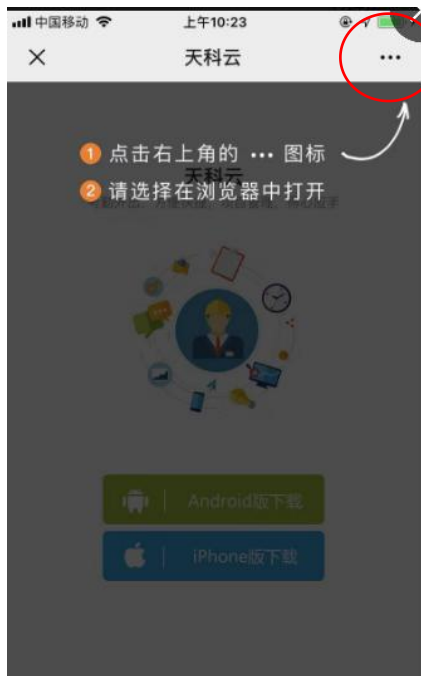 中国移动 上午10:23
天科云
1 点击右上角的 ••• 图标
天科云
2 请选择在浏览器中打开
Android版下载
iPhone版下载